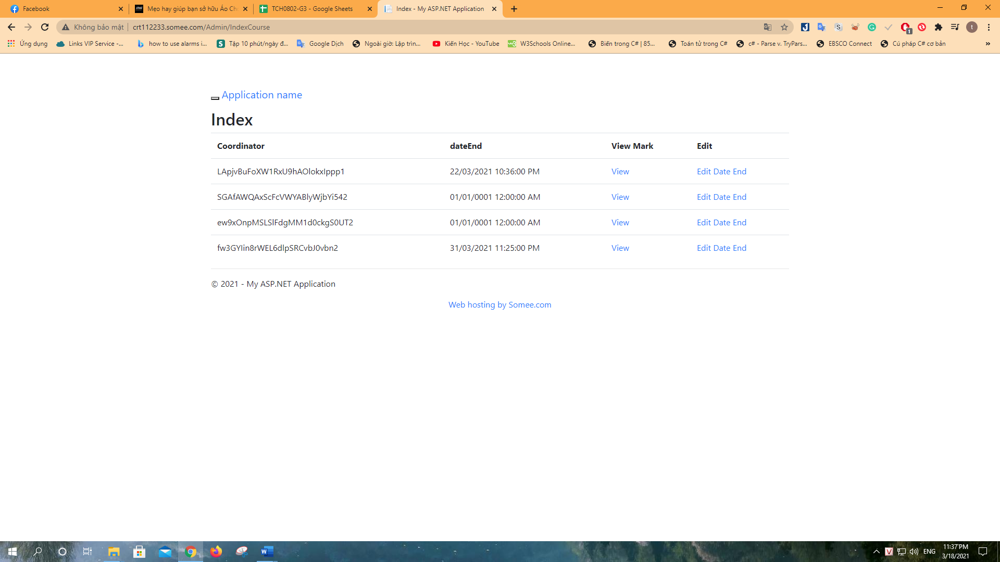 Facebook
Mẹo hay giúp bạn sở hữu Áo Cho
TCH0802-G3 - Google Sheets
Index - My ASP.NET Application
Không bảo mật
crt112233.somee.com/Admin/IndexCourse
Ứng dụng
Links VIP Service -...
how to use alarms i...
Tập 10 phút/ngày đ...
Google Dịch
Ngoài giờ: Lập trìn...
Kiến Học - YouTube
W3Schools Online...
Biến trong C# | 85...
Toán tử trong C#
c# - Parse v. TryPars...
EBSCO Connect
Cú pháp C# cơ bản
»
Application name
Index
Coordinator dateEnd View Mark Edit
LApjvBuFoXW1RxU9hAOlokxIppp1 22/03/2021 10:36:00 PM View Edit Date End
SGAfAWQAxScFcVWYABlyWjbYi542 01/01/0001 12:00:00 AM View Edit Date End
ew9xOnpMSLSlFdgMM1d0ckgS0UT2 01/01/0001 12:00:00 AM View Edit Date End
fw3GYIin8rWEL6dlpSRCvbJ0vbn2 31/03/2021 11:25:00 PM View Edit Date End
© 2021 - My ASP.NET Application
Web hosting by Somee.com
ENG
11:37 PM
3/18/2021